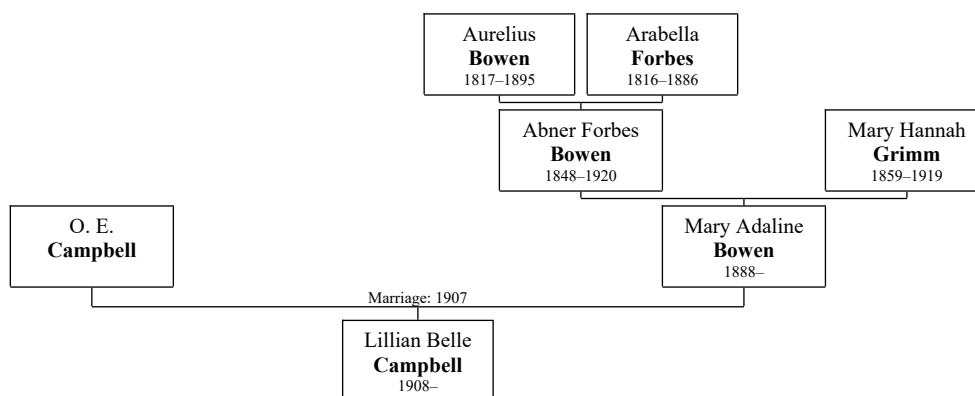 Aurelius
Bowen
1817–1895
Arabella
Forbes
1816–1886
Abner Forbes
Bowen
1848–1920
Mary Hannah
Grimm
1859–1919
O. E.
Campbell
Mary Adaline
Bowen
1888–
Marriage: 1907
Lillian Belle
Campbell
1908–